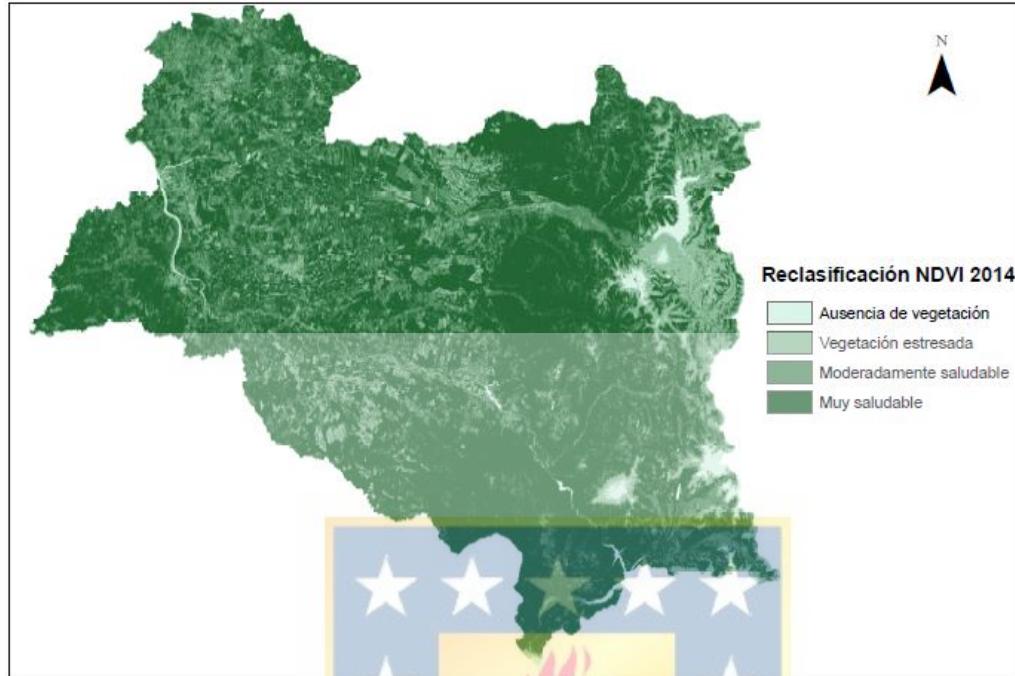 N
Reclasificación NDVI 2014
Ausencia de vegetación
Vegetación estresada
Moderadamente saludable
Muy saludable